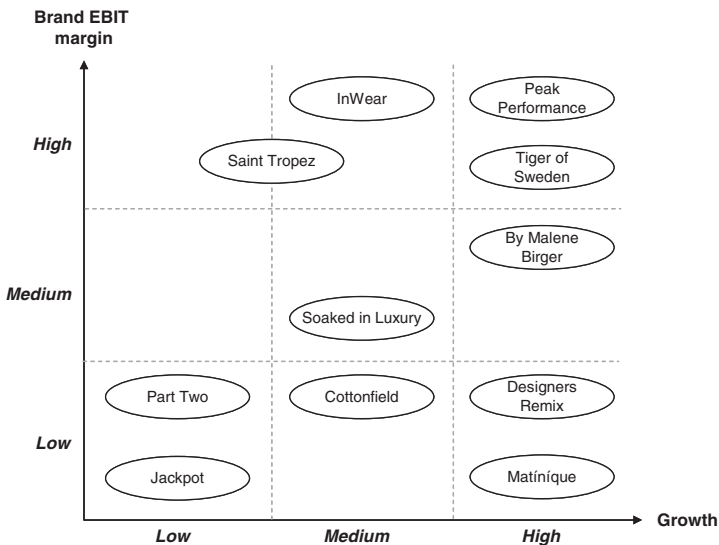 Brand EBIT
margin
High
Medium
Low
InWear
Peak
Performance
Saint Tropez
Tiger of
Sweden
By Malene
Birger
Soaked in Luxury
Part Two
Cottonfield
Designers
Remix
Jackpot
Matíníque
Growth
Low
Medium
High